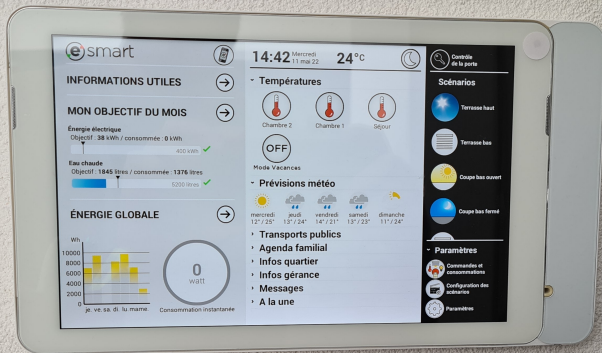 e smart
INFORMATIONS UTILES
MON OBJECTIF DU MOIS
Énergie électrique
Objectif : 38 kWh / consommée : 0 kWh
400 kWh
Eau chaude
Objectif : 1845 litres / consommée : 1376 litres
5200 litres
ÉNERGIE GLOBALE
Wh
10000
8000
6000
4000
2000
0
je. ve. sa. di. lu. ma. me.
0
watt
Consommation instantanée
14:42 Mercredi
11 mai 22
24°C
Températures
Chambre 2 Chambre 1 Séjour
OFF
Mode Vacances
Prévisions météo
mercredi jeudi vendredi samedi dimanche
12° / 25° 13° / 24° 14° / 21° 13° / 23° 11° / 24°
Transports publics
Agenda familial
Infos quartier
Infos gérance
Messages
A la une
Contrôle
de la porte
Scénarios
Terrasse haut
Terrasse bas
Coupe bas ouvert
Coupe bas fermé
Paramètres
Commandes et
consommations
Configuration des
scénarios
Paramètres